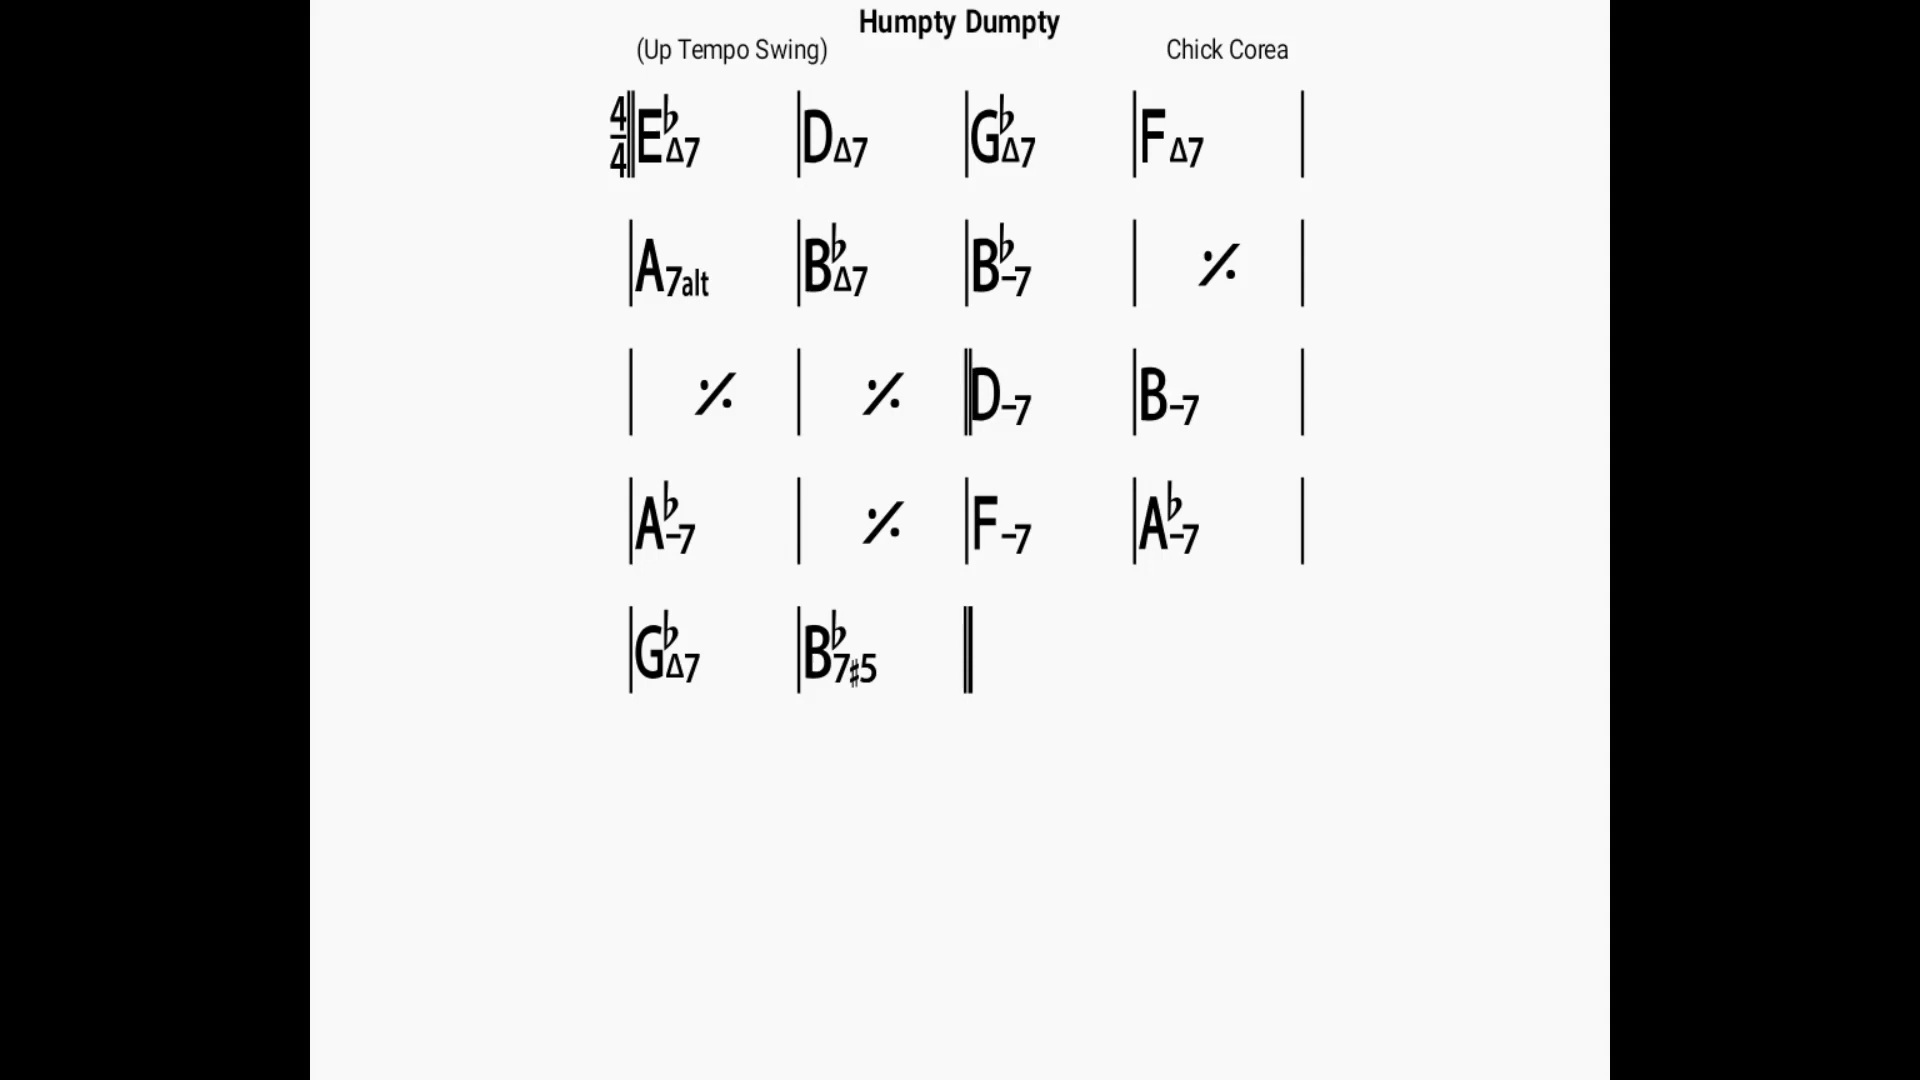 Humpty Dumpty
(Up Tempo Swing) Chick Corea
4/4 E♭Δ7 | DΔ7 | G♭Δ7 | FΔ7 |
| A7alt | B♭Δ7 | B♭-7 | 𝄎 |
| 𝄎 | 𝄎 || D-7 | B-7 |
| A♭-7 | 𝄎 | F-7 | A♭-7 |
| G♭Δ7 | B♭7♯5 ||